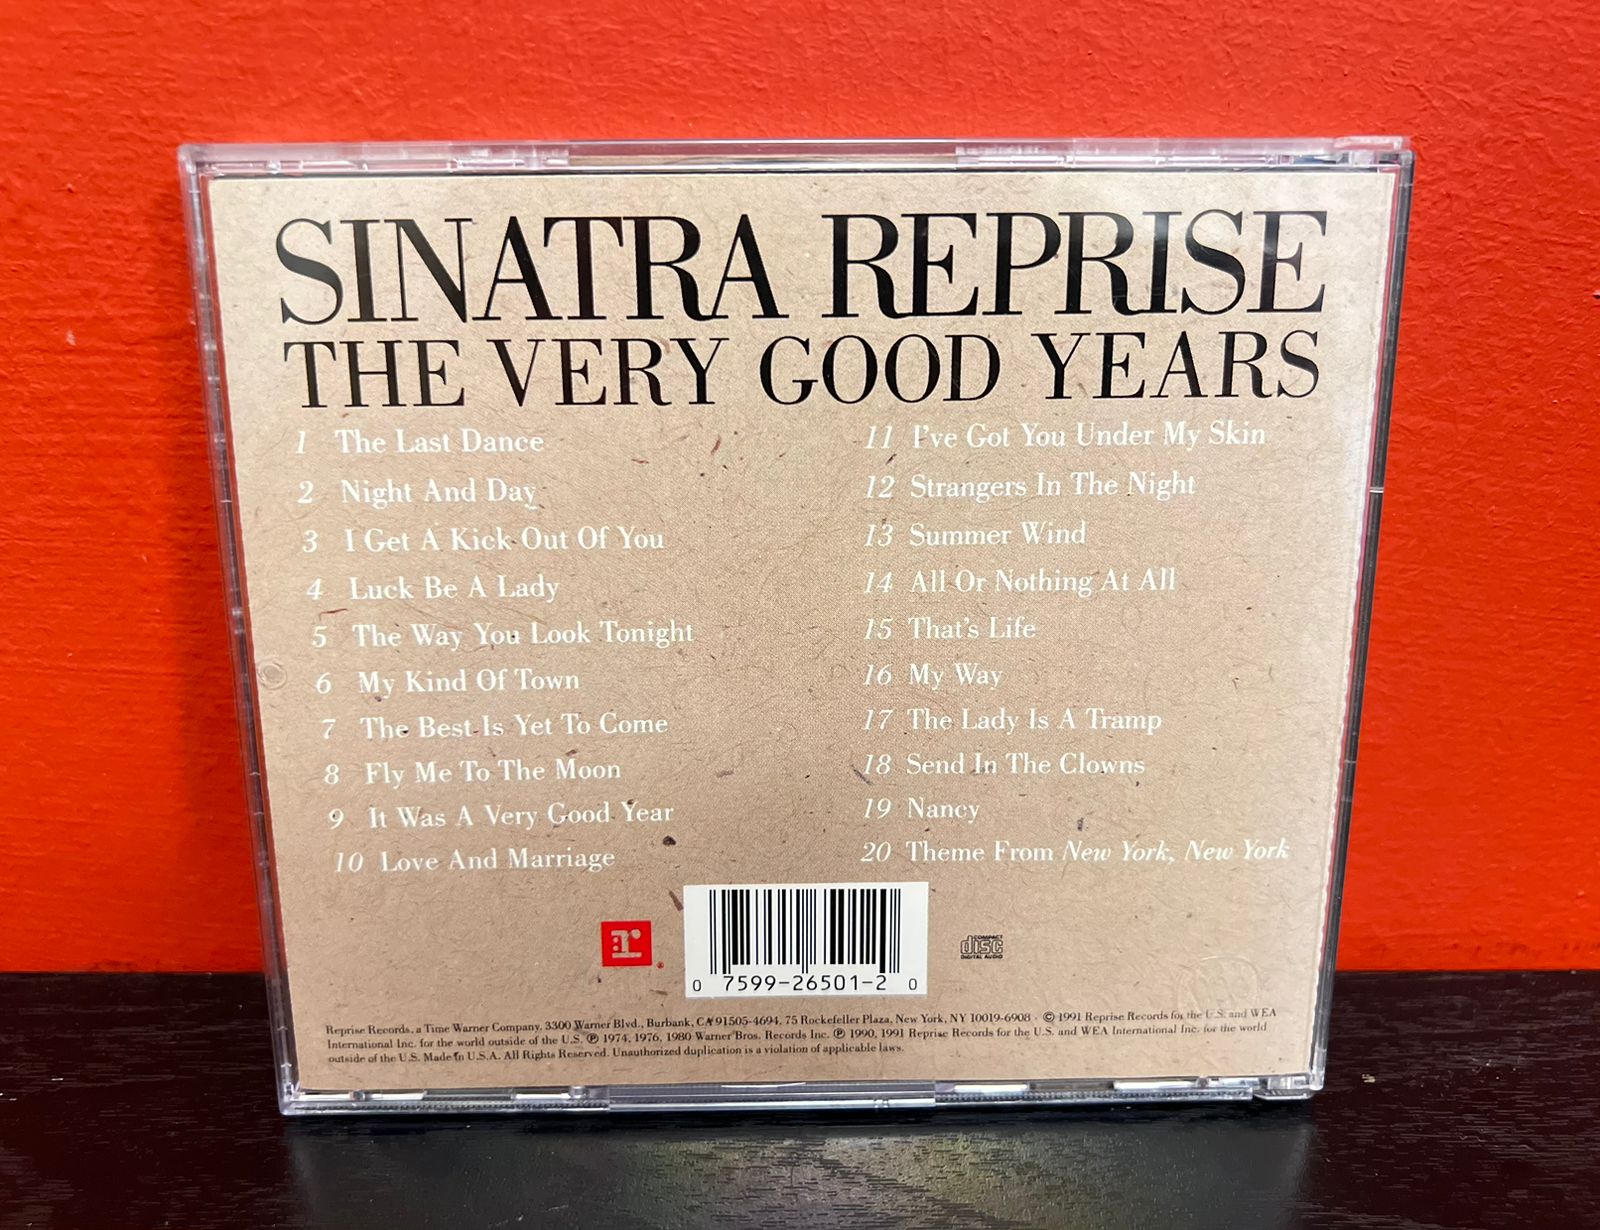 SINATRA REPRISE
THE VERY GOOD YEARS
1 The Last Dance
2 Night And Day
3 I Get A Kick Out Of You
4 Luck Be A Lady
5 The Way You Look Tonight
6 My Kind Of Town
7 The Best Is Yet To Come
8 Fly Me To The Moon
9 It Was A Very Good Year
10 Love And Marriage
11 I've Got You Under My Skin
12 Strangers In The Night
13 Summer Wind
14 All Or Nothing At All
15 That's Life
16 My Way
17 The Lady Is A Tramp
18 Send In The Clowns
19 Nancy
20 Theme From New York, New York
ar®
0 7599-26501-2 0
COMPACT
disc
DIGITAL AUDIO
Reprise Records, a Time Warner Company, 3300 Warner Blvd., Burbank, CA 91505-4694, 75 Rockefeller Plaza, New York, NY 10019-6908 · © 1991 Reprise Records for the U.S. and WEA
International Inc. for the world outside of the U.S. ℗ 1974, 1976, 1980 Warner Bros. Records Inc. ℗ 1990, 1991 Reprise Records for the U.S. and WEA International Inc. for the world
outside of the U.S. Made in U.S.A. All Rights Reserved. Unauthorized duplication is a violation of applicable laws.